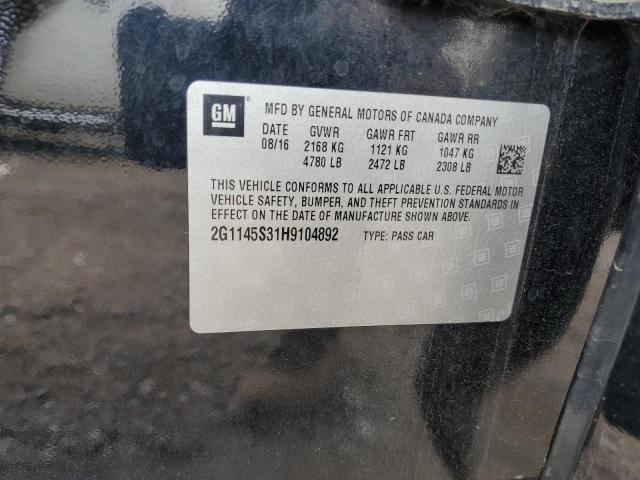 GM
MFD BY GENERAL MOTORS OF CANADA COMPANY
DATE GVWR GAWR FRT GAWR RR
08/16 2168 KG 1121 KG 1047 KG
4780 LB 2472 LB 2308 LB
THIS VEHICLE CONFORMS TO ALL APPLICABLE U.S. FEDERAL MOTOR
VEHICLE SAFETY, BUMPER, AND THEFT PREVENTION STANDARDS IN
EFFECT ON THE DATE OF MANUFACTURE SHOWN ABOVE.
2G1145S31H9104892 TYPE: PASS CAR